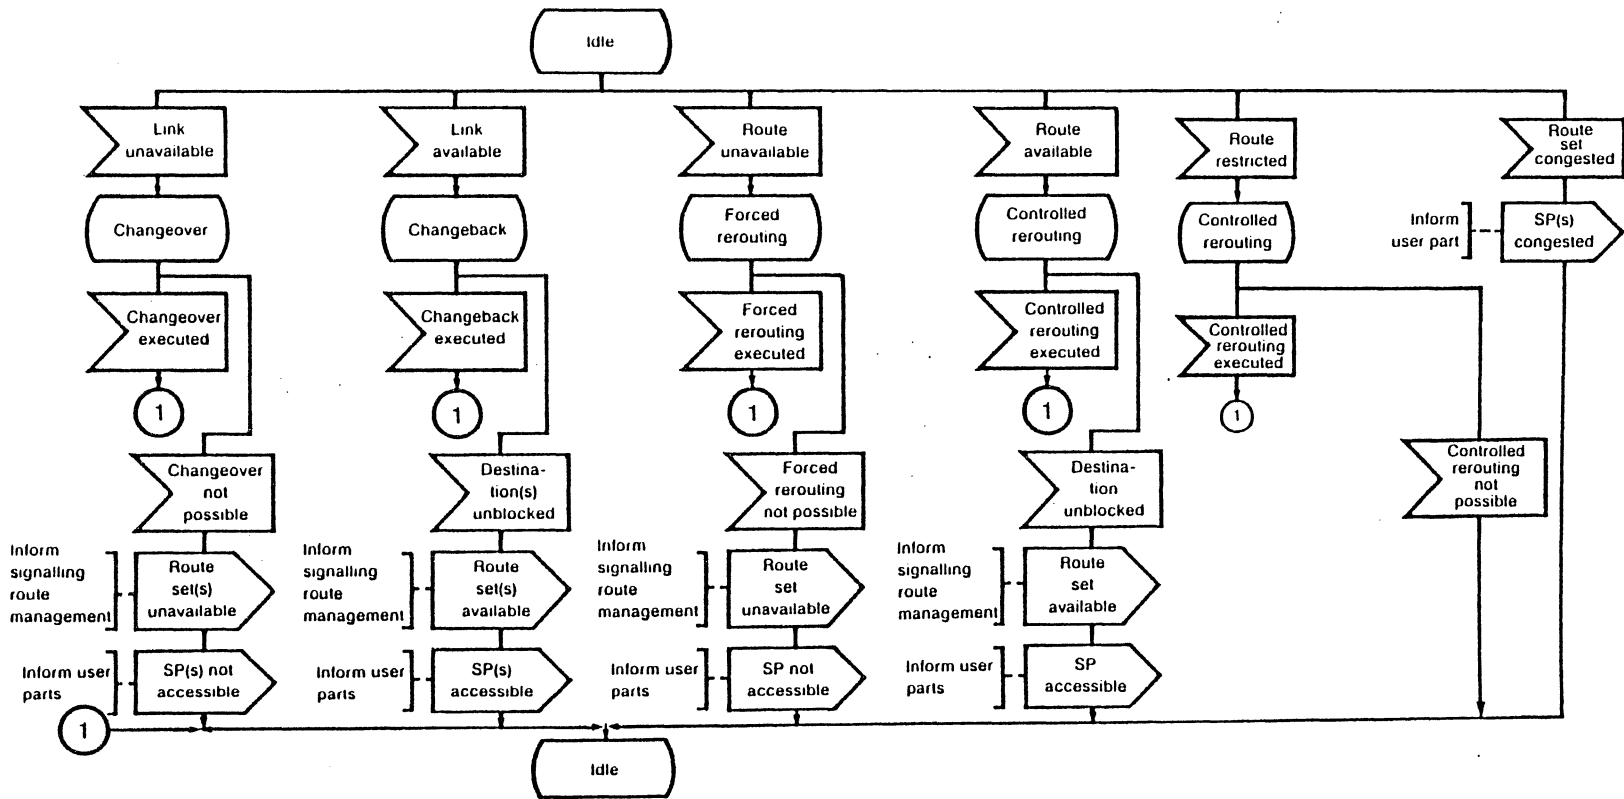 Idle
Link
unavailable
Link
available
Route
unavailable
Route
available
Route
restricted
Route
set
congested
Changeover
Changeback
Forced
rerouting
Controlled
rerouting
Controlled
rerouting
Inform
user part
SP(s)
congested
Changeover
executed
Changeback
executed
Forced
rerouting
executed
Controlled
rerouting
executed
Controlled
rerouting
executed
1
1
1
1
1
Changeover
not
possible
Destina-
tion(s)
unblocked
Forced
rerouting
not possible
Destina-
tion
unblocked
Controlled
rerouting
not
possible
Inform
signalling
route
management
Route
set(s)
unavailable
Inform
signalling
route
management
Route
set(s)
available
Inform
signalling
route
management
Route
set
unavailable
Inform
signalling
route
management
Route
set
available
Inform user
parts
SP(s) not
accessible
Inform user
parts
SP(s)
accessible
Inform user
parts
SP not
accessible
Inform user
parts
SP
accessible
1
Idle